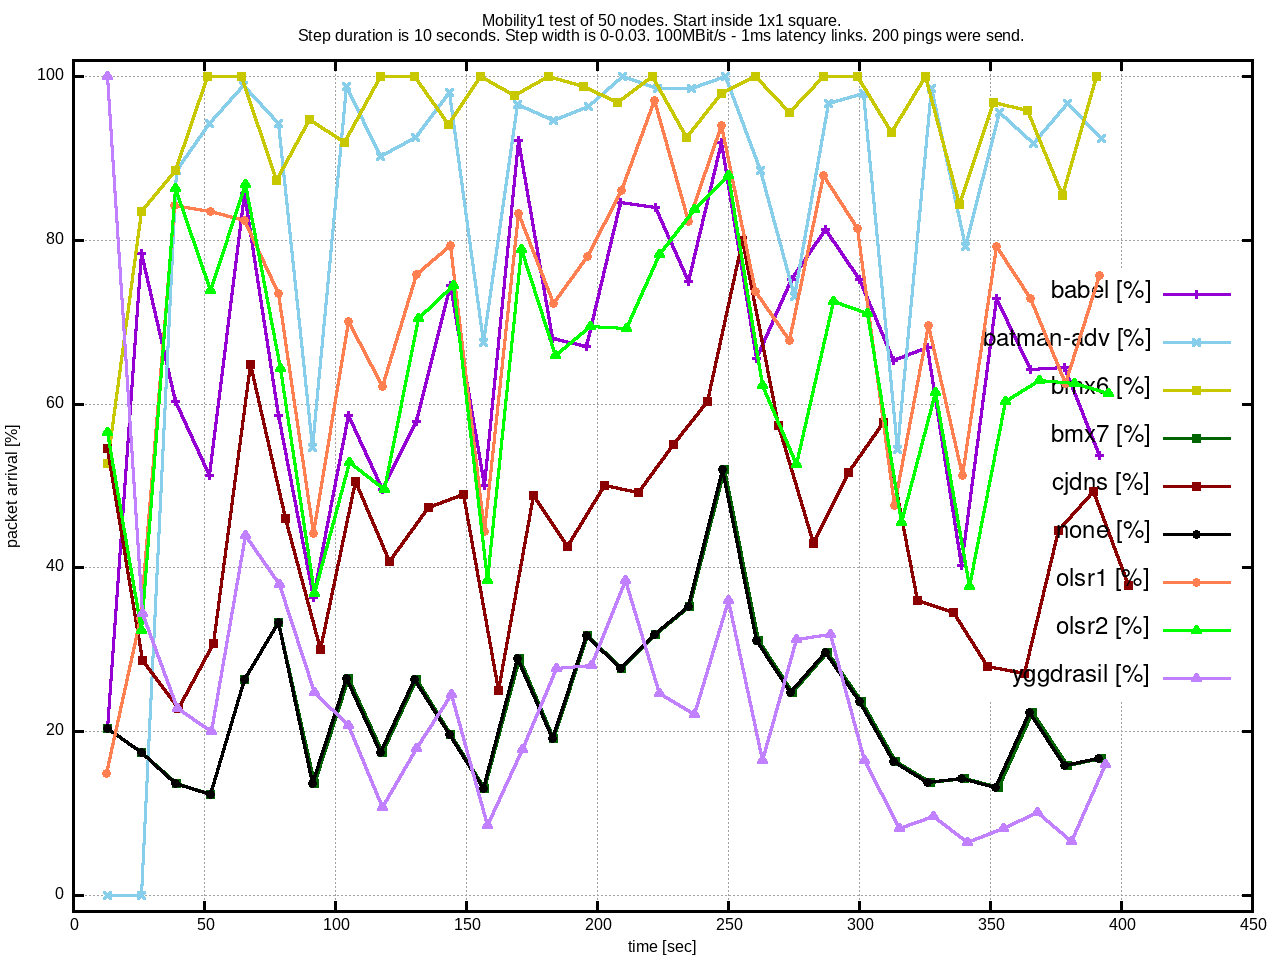 Mobility1 test of 50 nodes. Start inside 1x1 square.
Step duration is 10 seconds. Step width is 0-0.03. 100MBit/s - 1ms latency links. 200 pings were send.
100
80
60
40
20
0
packet arrival [%]
babel [%]
batman-adv [%]
bmx6 [%]
bmx7 [%]
cjdns [%]
none [%]
olsr1 [%]
olsr2 [%]
yggdrasil [%]
0 50 100 150 200 250 300 350 400 450
time [sec]